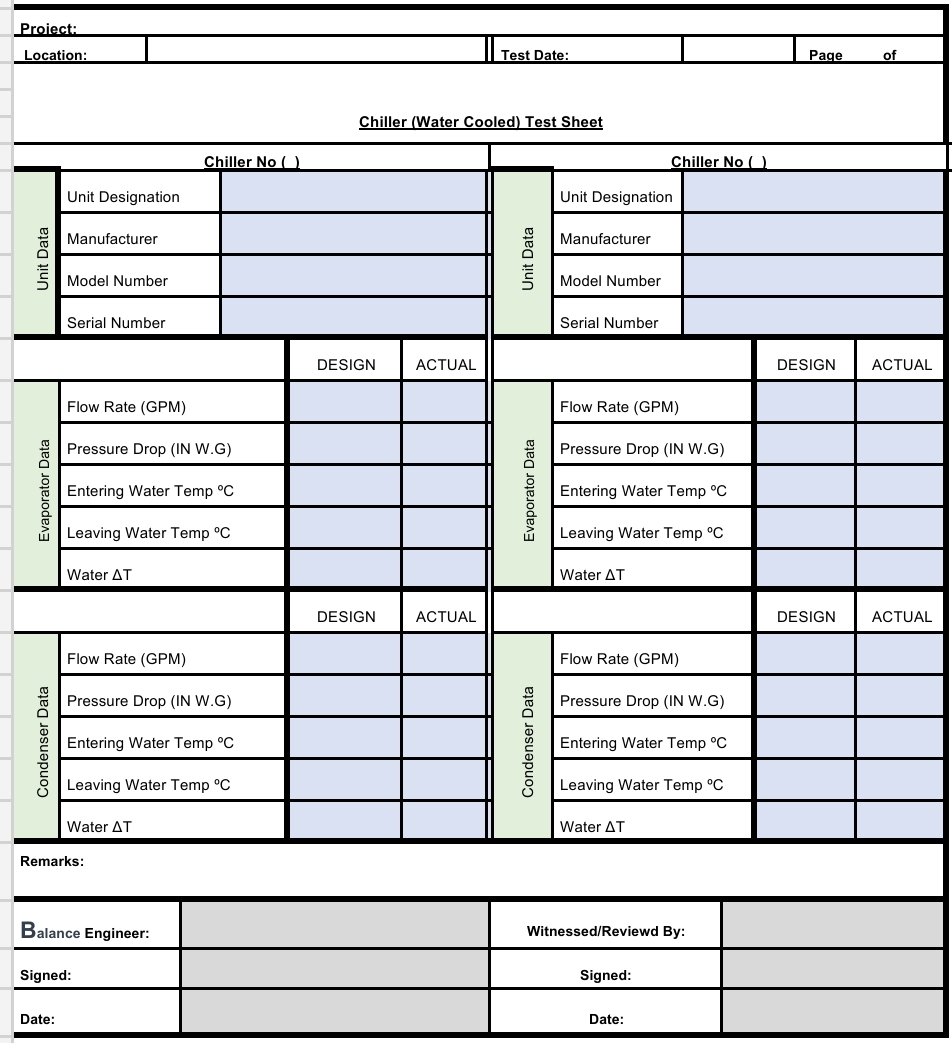 Project:
Location: Test Date: Page of
Chiller (Water Cooled) Test Sheet
Chiller No ( ) Chiller No ( )
Unit Data Unit Designation Unit Data Unit Designation
Manufacturer Manufacturer
Model Number Model Number
Serial Number Serial Number
DESIGN ACTUAL DESIGN ACTUAL
Evaporator Data Flow Rate (GPM) Evaporator Data Flow Rate (GPM)
Pressure Drop (IN W.G) Pressure Drop (IN W.G)
Entering Water Temp ºC Entering Water Temp ºC
Leaving Water Temp ºC Leaving Water Temp ºC
Water ΔT Water ΔT
DESIGN ACTUAL DESIGN ACTUAL
Condenser Data Flow Rate (GPM) Condenser Data Flow Rate (GPM)
Pressure Drop (IN W.G) Pressure Drop (IN W.G)
Entering Water Temp ºC Entering Water Temp ºC
Leaving Water Temp ºC Leaving Water Temp ºC
Water ΔT Water ΔT
Remarks:
Balance Engineer: Witnessed/Reviewd By:
Signed: Signed:
Date: Date: